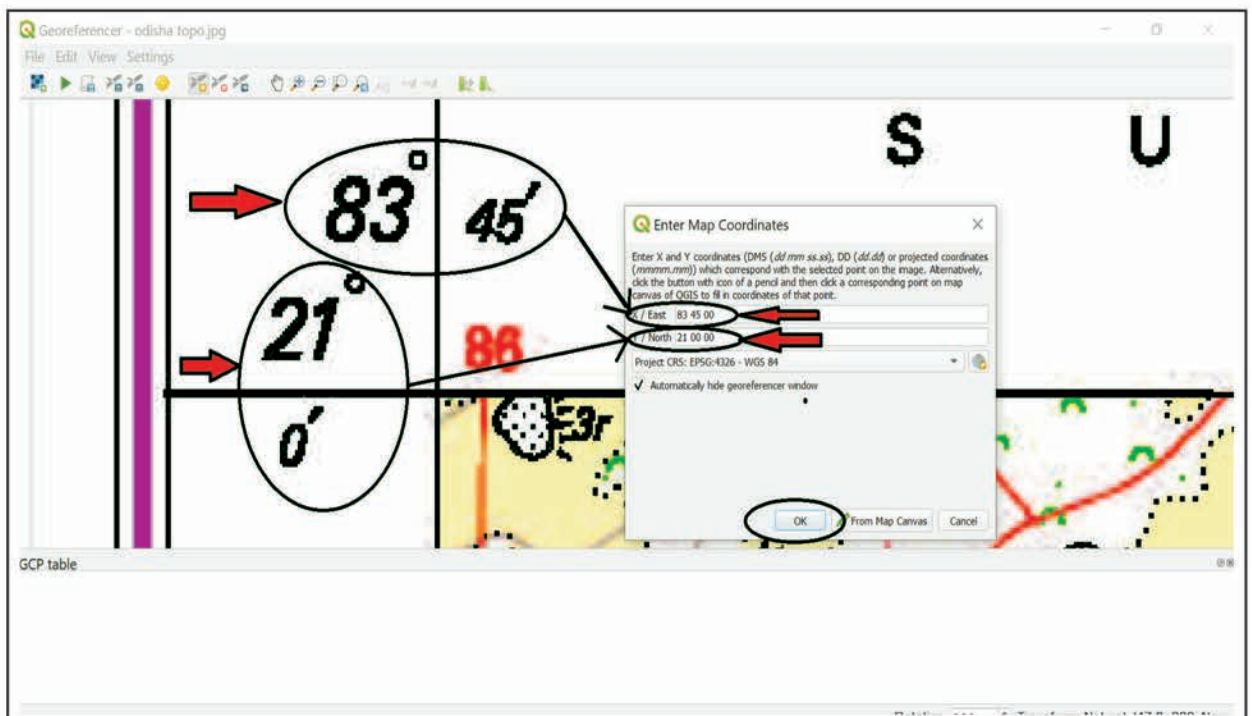 Georeferencer - odisha topo.jpg
File Edit View Settings
S U
83° 45′
21°
0′
86
3r
Enter Map Coordinates
Enter X and Y coordinates (DMS (dd mm ss.ss), DD (dd.dd) or projected coordinates
(mmmm.mm)) which correspond with the selected point on the image. Alternatively,
click the button with icon of a pencil and then click a corresponding point on map
canvas of QGIS to fill in coordinates of that point.
X / East 83 45 00
Y / North 21 00 00
Project CRS: EPSG:4326 - WGS 84
Automatically hide georeferencer window
OK From Map Canvas Cancel
GCP table